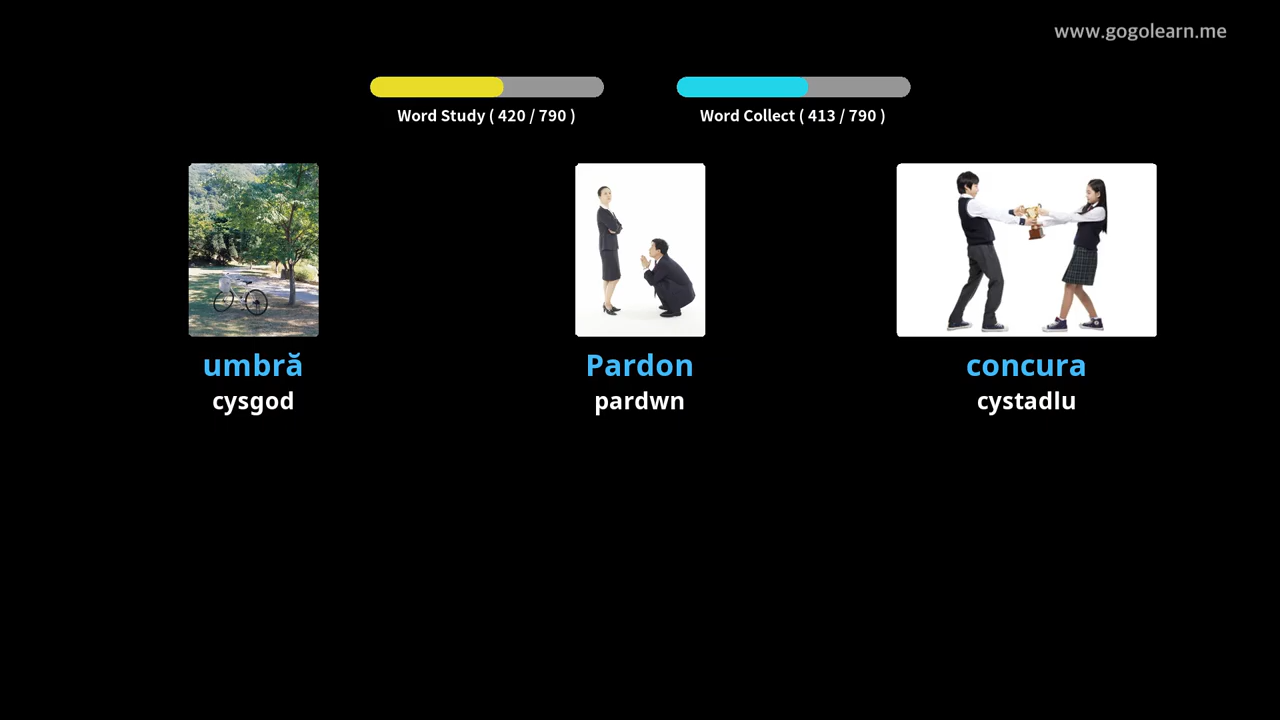 www.gogolearn.me
Word Study ( 420 / 790 )
Word Collect ( 413 / 790 )
umbră
cysgod
Pardon
pardwn
concura
cystadlu